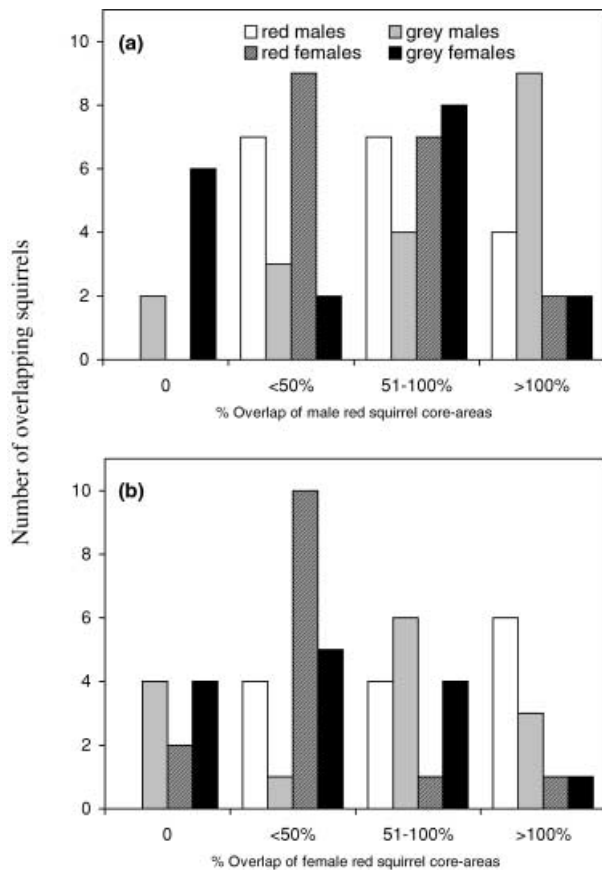 Number of overlapping squirrels
(a)
red males grey males
red females grey females
10
8
6
4
2
0
0 <50% 51-100% >100%
% Overlap of male red squirrel core-areas
(b)
10
8
6
4
2
0
0 <50% 51-100% >100%
% Overlap of female red squirrel core-areas